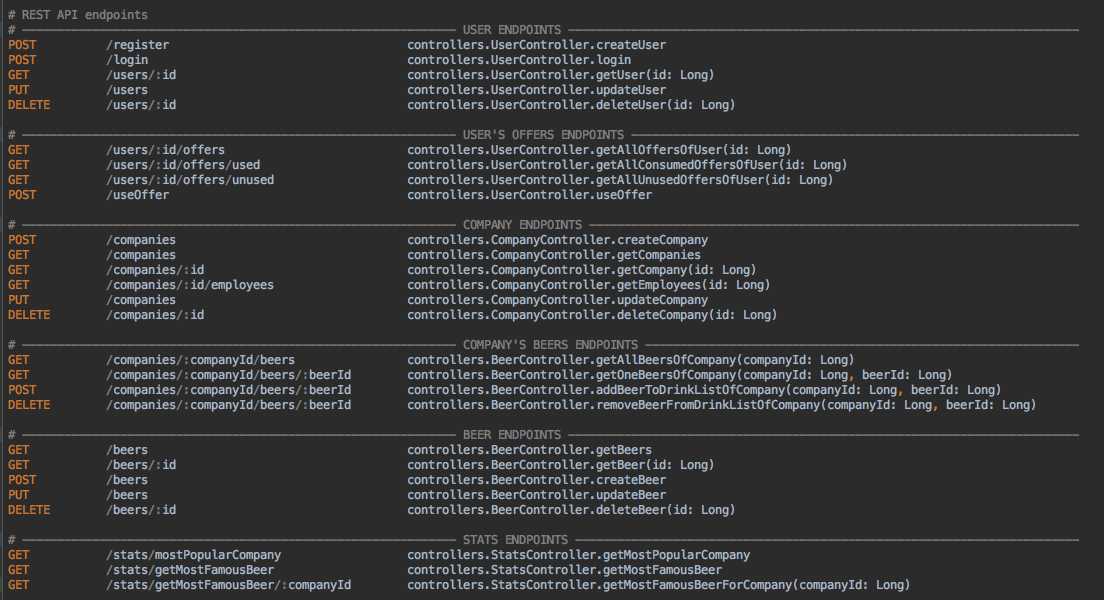 # REST API endpoints
# ─────────────────────────────── USER ENDPOINTS ───────────────────────────────
POST /register controllers.UserController.createUser
POST /login controllers.UserController.login
GET /users/:id controllers.UserController.getUser(id: Long)
PUT /users controllers.UserController.updateUser
DELETE /users/:id controllers.UserController.deleteUser(id: Long)
# ─────────────────────────────── USER'S OFFERS ENDPOINTS ───────────────────────────────
GET /users/:id/offers controllers.UserController.getAllOffersOfUser(id: Long)
GET /users/:id/offers/used controllers.UserController.getAllConsumedOffersOfUser(id: Long)
GET /users/:id/offers/unused controllers.UserController.getAllUnusedOffersOfUser(id: Long)
POST /useOffer controllers.UserController.useOffer
# ─────────────────────────────── COMPANY ENDPOINTS ───────────────────────────────
POST /companies controllers.CompanyController.createCompany
GET /companies controllers.CompanyController.getCompanies
GET /companies/:id controllers.CompanyController.getCompany(id: Long)
GET /companies/:id/employees controllers.CompanyController.getEmployees(id: Long)
PUT /companies controllers.CompanyController.updateCompany
DELETE /companies/:id controllers.CompanyController.deleteCompany(id: Long)
# ─────────────────────────────── COMPANY'S BEERS ENDPOINTS ───────────────────────────────
GET /companies/:companyId/beers controllers.BeerController.getAllBeersOfCompany(companyId: Long)
GET /companies/:companyId/beers/:beerId controllers.BeerController.getOneBeersOfCompany(companyId: Long, beerId: Long)
POST /companies/:companyId/beers/:beerId controllers.BeerController.addBeerToDrinkListOfCompany(companyId: Long, beerId: Long)
DELETE /companies/:companyId/beers/:beerId controllers.BeerController.removeBeerFromDrinkListOfCompany(companyId: Long, beerId: Long)
# ─────────────────────────────── BEER ENDPOINTS ───────────────────────────────
GET /beers controllers.BeerController.getBeers
GET /beers/:id controllers.BeerController.getBeer(id: Long)
POST /beers controllers.BeerController.createBeer
PUT /beers controllers.BeerController.updateBeer
DELETE /beers/:id controllers.BeerController.deleteBeer(id: Long)
# ─────────────────────────────── STATS ENDPOINTS ───────────────────────────────
GET /stats/mostPopularCompany controllers.StatsController.getMostPopularCompany
GET /stats/getMostFamousBeer controllers.StatsController.getMostFamousBeer
GET /stats/getMostFamousBeer/:companyId controllers.StatsController.getMostFamousBeerForCompany(companyId: Long)